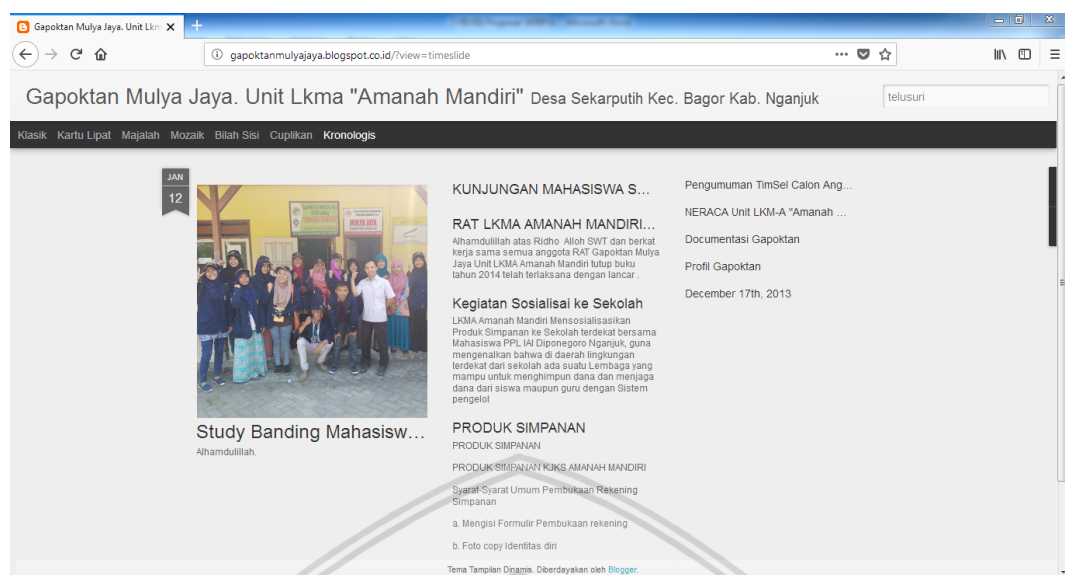 Gapoktan Mulya Jaya. Unit Lkm
gapoktanmulyajaya.blogspot.co.id/?view=timeslide
Gapoktan Mulya Jaya. Unit Lkma "Amanah Mandiri" Desa Sekarputih Kec. Bagor Kab. Nganjuk
telusuri
Klasik Kartu Lipat Majalah Mozaik Bilah Sisi Cuplikan Kronologis
JAN
12
MULYA JAYA
Study Banding Mahasisw...
Alhamdulillah.
KUNJUNGAN MAHASISWA S...
RAT LKMA AMANAH MANDIRI...
Alhamdulillah atas Ridho Alloh SWT dan berkat
kerja sama semua anggota RAT Gapoktan Mulya
Jaya Unit LKMA Amanah Mandiri tutup buku
tahun 2014 telah terlaksana dengan lancar .
Kegiatan Sosialisai ke Sekolah
LKMA Amanah Mandiri Mensosialisasikan
Produk Simpanan ke Sekolah terdekat bersama
Mahasiswa PPL IAI Diponegoro Nganjuk, guna
mengenalkan bahwa di daerah lingkungan
terdekat dari sekolah ada suatu Lembaga yang
mampu untuk menghimpun dana dan menjaga
dana dari siswa maupun guru dengan Sistem
pengelol
PRODUK SIMPANAN
PRODUK SIMPANAN
PRODUK SIMPANAN KJKS AMANAH MANDIRI
Syarat-Syarat Umum Pembukaan Rekening
Simpanan
a. Mengisi Formulir Pembukaan rekening
b. Foto copy Identitas diri
Pengumuman TimSel Calon Ang...
NERACA Unit LKM-A "Amanah ...
Documentasi Gapoktan
Profil Gapoktan
December 17th, 2013
Tema Tampilan Dinamis. Diberdayakan oleh Blogger.